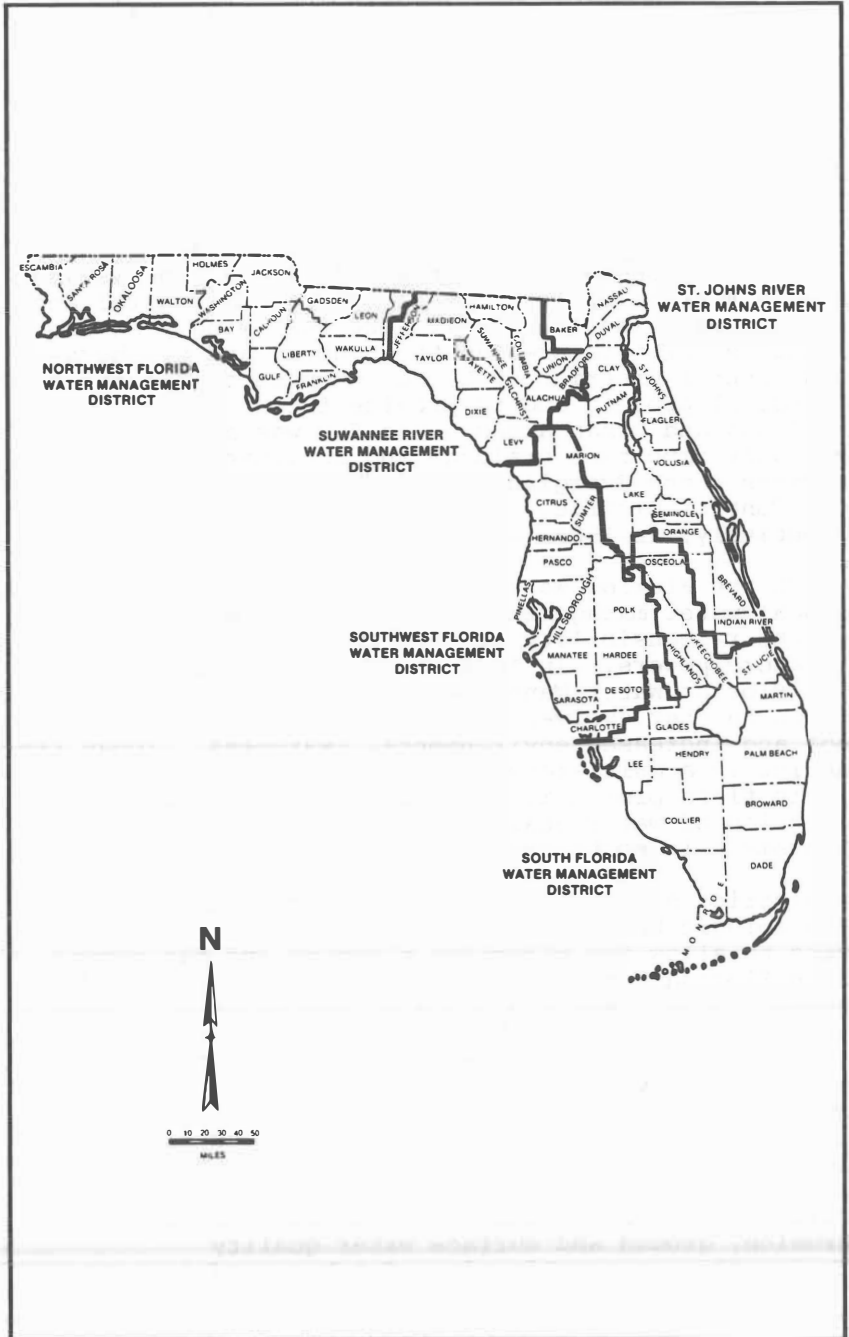 ESCAMBIA
SANTA ROSA
OKALOOSA
WALTON
HOLMES
WASHINGTON
JACKSON
BAY
CALHOUN
GULF
LIBERTY
GADSDEN
FRANKLIN
LEON
WAKULLA
JEFFERSON
MADISON
TAYLOR
HAMILTON
SUWANNEE
LAFAYETTE
DIXIE
COLUMBIA
GILCHRIST
LEVY
BAKER
UNION
BRADFORD
ALACHUA
NASSAU
DUVAL
CLAY
ST. JOHNS
PUTNAM
FLAGLER
MARION
VOLUSIA
ST. JOHNS RIVER
WATER MANAGEMENT
DISTRICT
NORTHWEST FLORIDA
WATER MANAGEMENT
DISTRICT
SUWANNEE RIVER
WATER MANAGEMENT
DISTRICT
CITRUS
SUMTER
LAKE
SEMINOLE
ORANGE
HERNANDO
PASCO
OSCEOLA
BREVARD
PINELLAS
HILLSBOROUGH
POLK
INDIAN RIVER
SOUTHWEST FLORIDA
WATER MANAGEMENT
DISTRICT
MANATEE
HARDEE
HIGHLANDS
OKEECHOBEE
ST. LUCIE
SARASOTA
DE SOTO
MARTIN
CHARLOTTE
GLADES
LEE
HENDRY
PALM BEACH
COLLIER
BROWARD
DADE
MONROE
SOUTH FLORIDA
WATER MANAGEMENT
DISTRICT
N
0 10 20 30 40 50
MILES